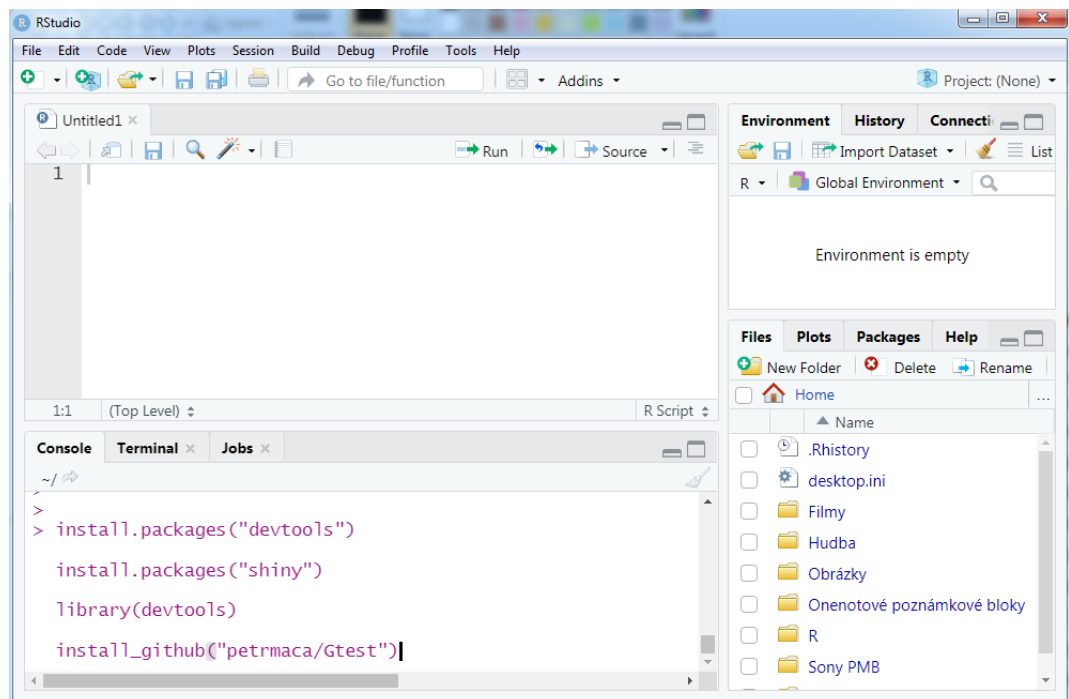 RStudio
File Edit Code View Plots Session Build Debug Profile Tools Help
Go to file/function Addins Project: (None)
Untitled1
Run Source
1
1:1 (Top Level) R Script
Console Terminal Jobs
~/
>
>
> install.packages("devtools")
install.packages("shiny")
library(devtools)
install_github("petrmaca/Gtest")
Environment History Connecti
Import Dataset List
R Global Environment
Environment is empty
Files Plots Packages Help
New Folder Delete Rename
Home ...
Name
.Rhistory
desktop.ini
Filmy
Hudba
Obrázky
Onenotové poznámkové bloky
R
Sony PMB